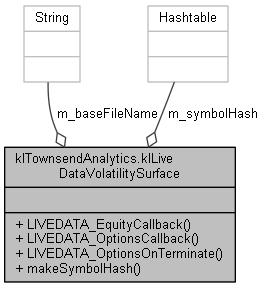 String
Hashtable
m_baseFileName
m_symbolHash
klTownsendAnalytics.klLive
DataVolatilitySurface
+ LIVEDATA_EquityCallback()
+ LIVEDATA_OptionsCallback()
+ LIVEDATA_OptionsOnTerminate()
+ makeSymbolHash()